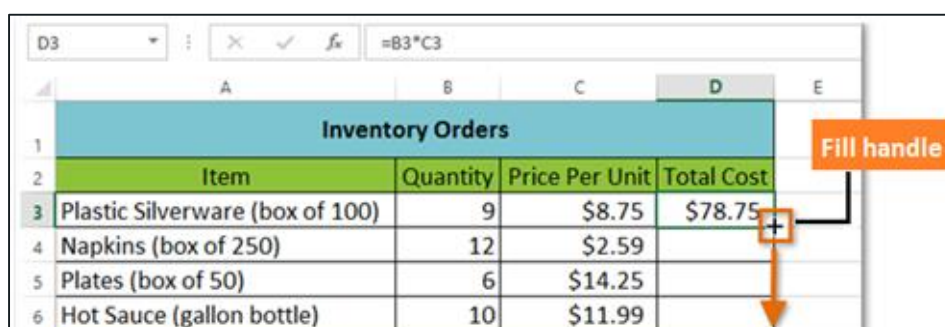 D3 fx =B3*C3
A B C D E
1 Inventory Orders
Fill handle
2 Item Quantity Price Per Unit Total Cost
3 Plastic Silverware (box of 100) 9 $8.75 $78.75
4 Napkins (box of 250) 12 $2.59
5 Plates (box of 50) 6 $14.25
6 Hot Sauce (gallon bottle) 10 $11.99